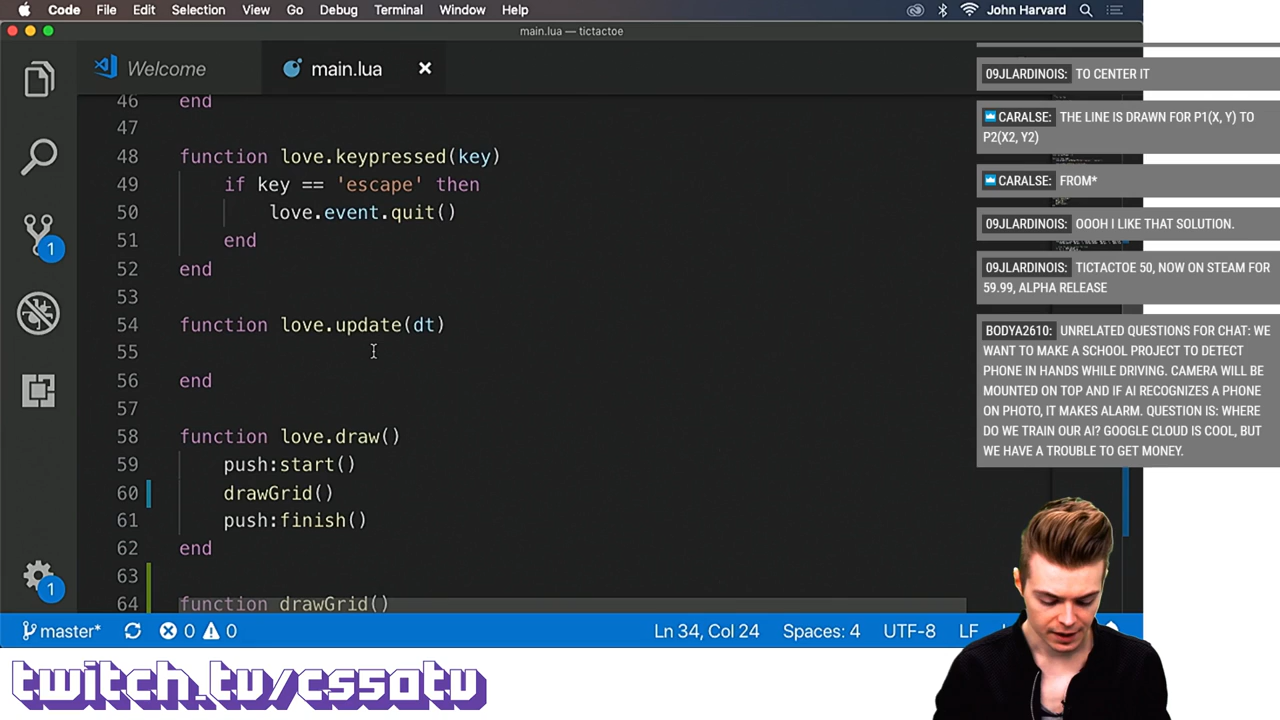 Code File Edit Selection View Go Debug Terminal Window Help John Harvard
main.lua — tictactoe
Welcome main.lua
46 end
47
48 function love.keypressed(key)
49 if key == 'escape' then
50 love.event.quit()
51 end
52 end
53
54 function love.update(dt)
55
56 end
57
58 function love.draw()
59 push:start()
60 drawGrid()
61 push:finish()
62 end
63
64 function drawGrid()
1
1
master* 0 0 Ln 34, Col 24 Spaces: 4 UTF-8 LF
09JLARDINOIS: TO CENTER IT
CARALSE: THE LINE IS DRAWN FOR P1(X, Y) TO
P2(X2, Y2)
CARALSE: FROM*
09JLARDINOIS: OOOH I LIKE THAT SOLUTION.
09JLARDINOIS: TICTACTOE 50, NOW ON STEAM FOR
59.99, ALPHA RELEASE
BODYA2610: UNRELATED QUESTIONS FOR CHAT: WE
WANT TO MAKE A SCHOOL PROJECT TO DETECT
PHONE IN HANDS WHILE DRIVING. CAMERA WILL BE
MOUNTED ON TOP AND IF AI RECOGNIZES A PHONE
ON PHOTO, IT MAKES ALARM. QUESTION IS: WHERE
DO WE TRAIN OUR AI? GOOGLE CLOUD IS COOL, BUT
WE HAVE A TROUBLE TO GET MONEY.
twitch.tv/cs50tv